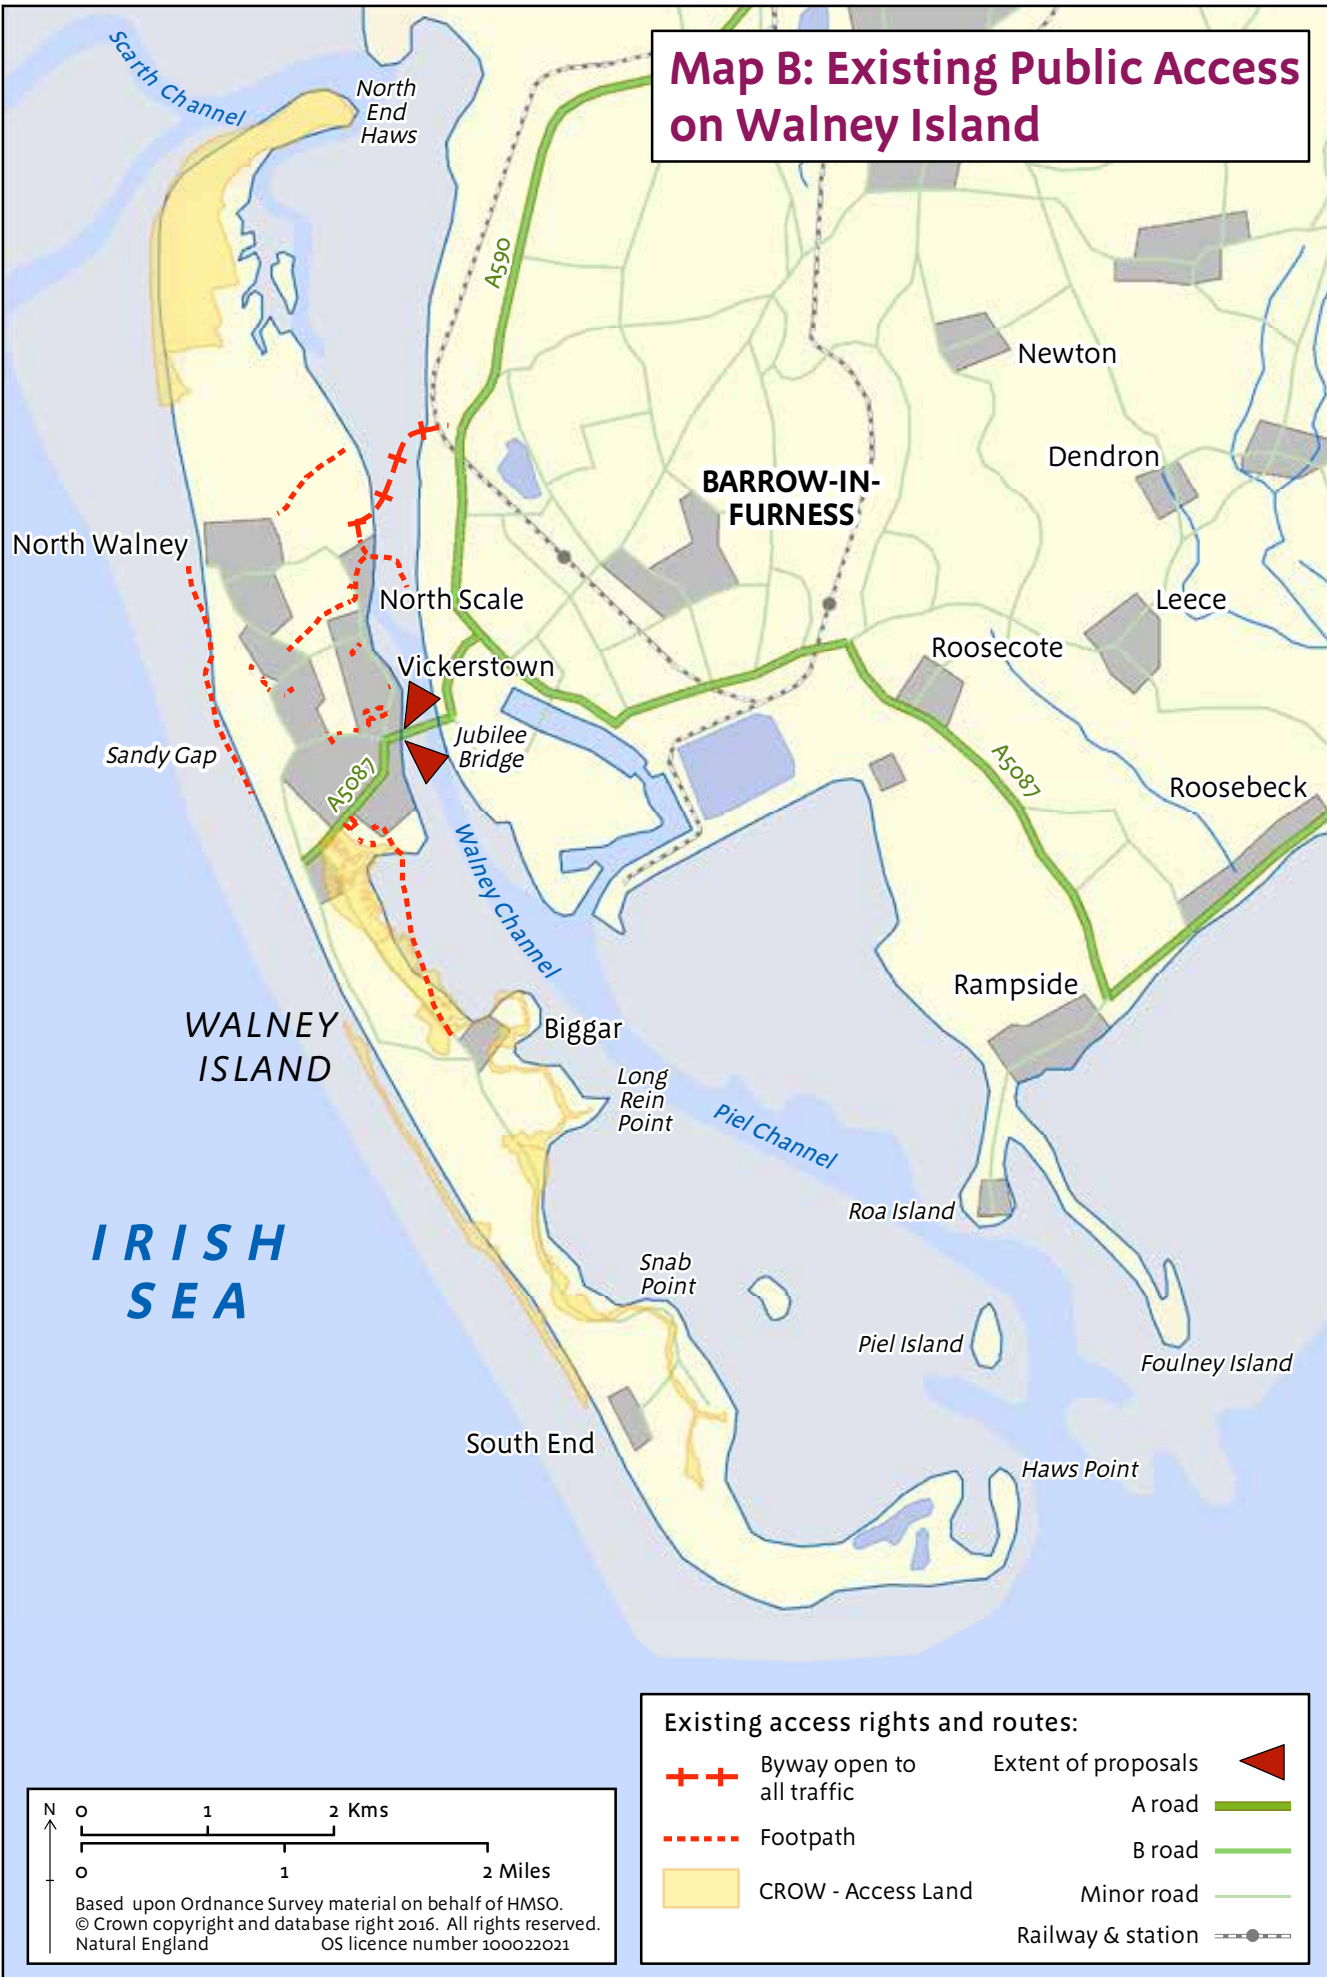 Map B: Existing Public Access
on Walney Island
Scarth Channel
North
End
Haws
A590
Newton
Dendron
BARROW-IN-
FURNESS
North Walney
North Scale
Leece
Roosecote
Vickerstown
Jubilee
Bridge
Sandy Gap
A5087
A5087
Roosebeck
Walney Channel
Rampside
WALNEY
ISLAND
Biggar
Long
Rein
Point
Piel Channel
Roa Island
IRISH
SEA
Snab
Point
Piel Island
Foulney Island
South End
Haws Point
Existing access rights and routes:
Byway open to
all traffic
Footpath
CROW - Access Land
Extent of proposals
A road
B road
Minor road
Railway & station
N
0 1 2 Kms
0 1 2 Miles
Based upon Ordnance Survey material on behalf of HMSO.
© Crown copyright and database right 2016. All rights reserved.
Natural England OS licence number 100022021